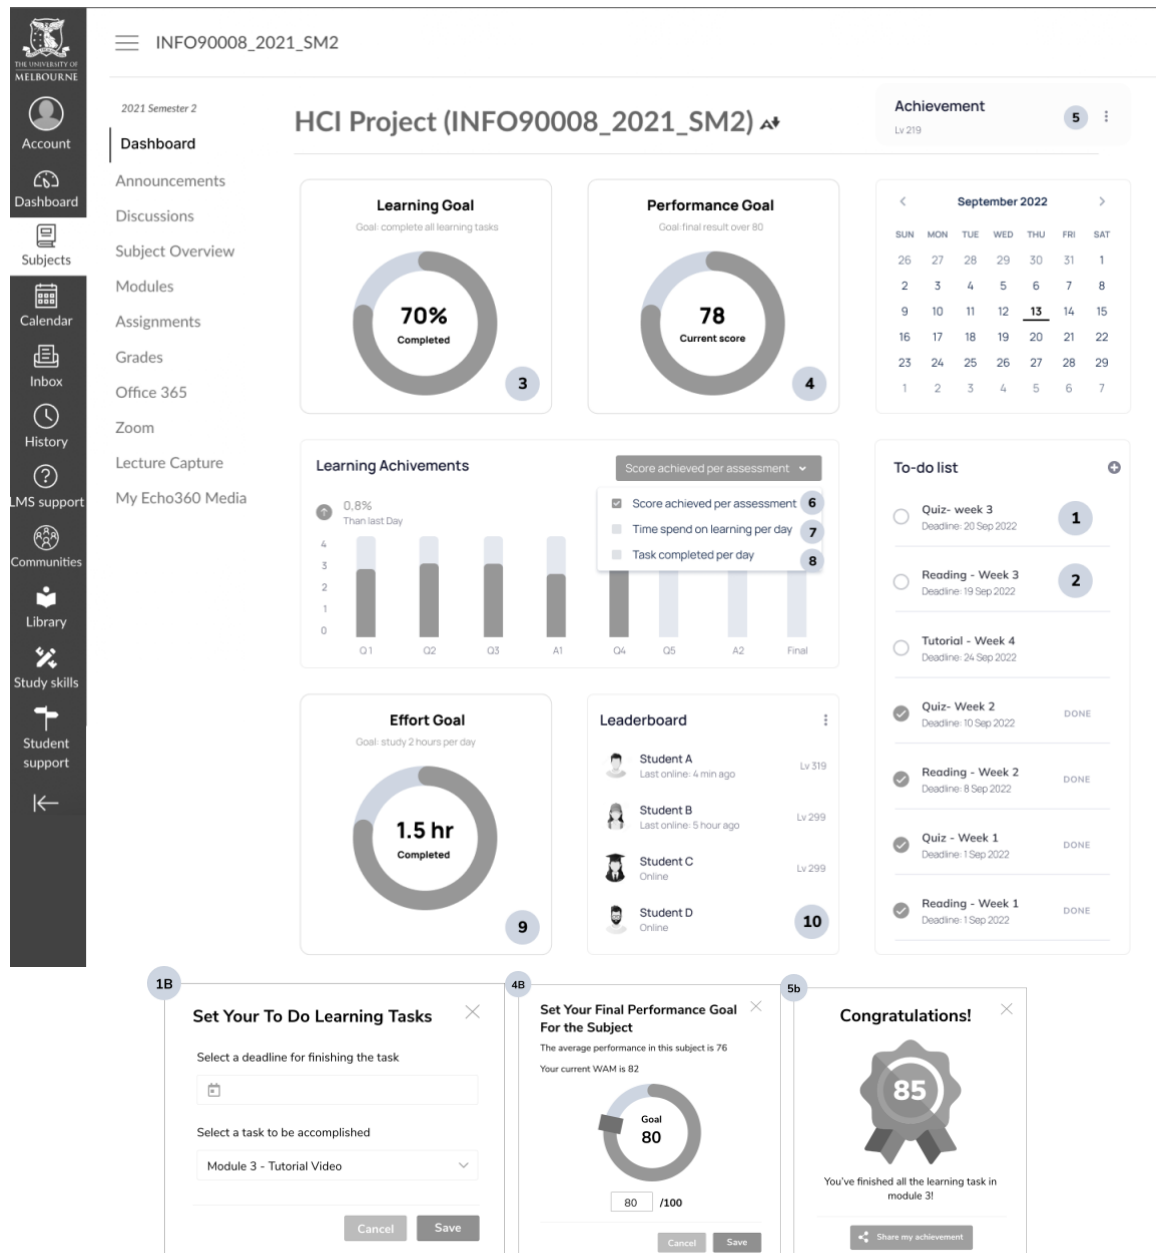 THE UNIVERSITY OF
MELBOURNE
Account
Dashboard
Subjects
Calendar
Inbox
History
LMS support
Communities
Library
Study skills
Student
support
INFO90008_2021_SM2
2021 Semester 2
Dashboard
Announcements
Discussions
Subject Overview
Modules
Assignments
Grades
Office 365
Zoom
Lecture Capture
My Echo360 Media
HCI Project (INFO90008_2021_SM2)
Achievement
Lv 219
5
Learning Goal
Goal: complete all learning tasks
70%
Completed
3
Performance Goal
Goal:final result over 80
78
Current score
4
September 2022
SUN MON TUE WED THU FRI SAT
26 27 28 29 30 31 1
2 3 4 5 6 7 8
9 10 11 12 13 14 15
16 17 18 19 20 21 22
23 24 25 26 27 28 29
1 2 3 4 5 6 7
Learning Achivements
Score achieved per assessment
Score achieved per assessment 6
Time spend on learning per day 7
Task completed per day 8
0,8%
Than last Day
4
3
2
1
0
Q1 Q2 Q3 A1 Q4 Q5 A2 Final
To-do list
Quiz- week 3
Deadline: 20 Sep 2022
1
Reading - Week 3
Deadline: 19 Sep 2022
2
Tutorial - Week 4
Deadline: 24 Sep 2022
Quiz- Week 2
Deadline: 10 Sep 2022
DONE
Reading - Week 2
Deadline: 8 Sep 2022
DONE
Quiz - Week 1
Deadline: 1 Sep 2022
DONE
Reading - Week 1
Deadline: 1 Sep 2022
DONE
Effort Goal
Goal: study 2 hours per day
1.5 hr
Completed
9
Leaderboard
Student A
Last online: 4 min ago
Lv 319
Student B
Last online: 5 hour ago
Lv 299
Student C
Online
Lv 299
Student D
Online
10
1B
Set Your To Do Learning Tasks
Select a deadline for finishing the task
Select a task to be accomplished
Module 3 - Tutorial Video
Cancel Save
4B
Set Your Final Performance Goal
For the Subject
The average performance in this subject is 76
Your current WAM is 82
Goal
80
80 /100
Cancel Save
5b
Congratulations!
85
You've finished all the learning task in
module 3!
Share my achievement